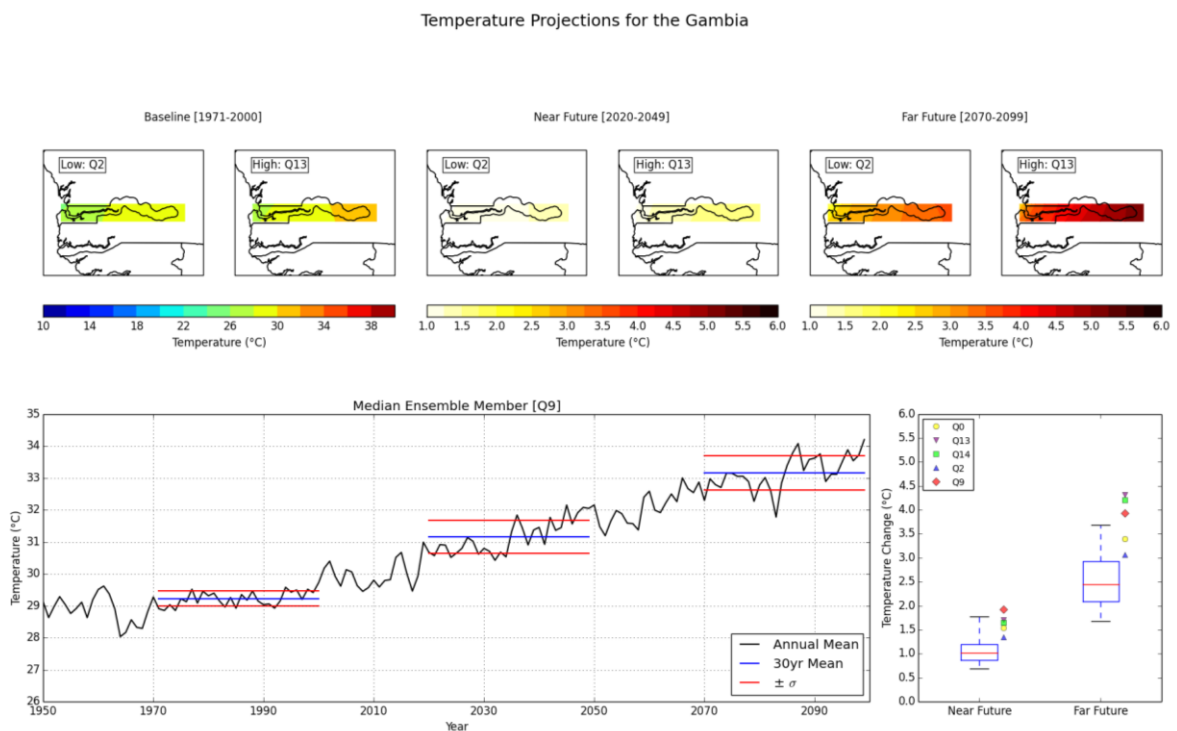 Temperature Projections for the Gambia
Baseline [1971-2000]
Near Future [2020-2049]
Far Future [2070-2099]
Low: Q2
High: Q13
Low: Q2
High: Q13
Low: Q2
High: Q13
10 14 18 22 26 30 34 38
Temperature (°C)
1.0 1.5 2.0 2.5 3.0 3.5 4.0 4.5 5.0 5.5 6.0
Temperature (°C)
1.0 1.5 2.0 2.5 3.0 3.5 4.0 4.5 5.0 5.5 6.0
Temperature (°C)
Median Ensemble Member [Q9]
35
34
33
32
31
30
29
28
27
26
Temperature (°C)
1950 1970 1990 2010 2030 2050 2070 2090
Year
Annual Mean
30yr Mean
± σ
6.0
5.5
5.0
4.5
4.0
3.5
3.0
2.5
2.0
1.5
1.0
0.5
0.0
Temperature Change (°C)
Q0
Q13
Q14
Q2
Q9
Near Future Far Future